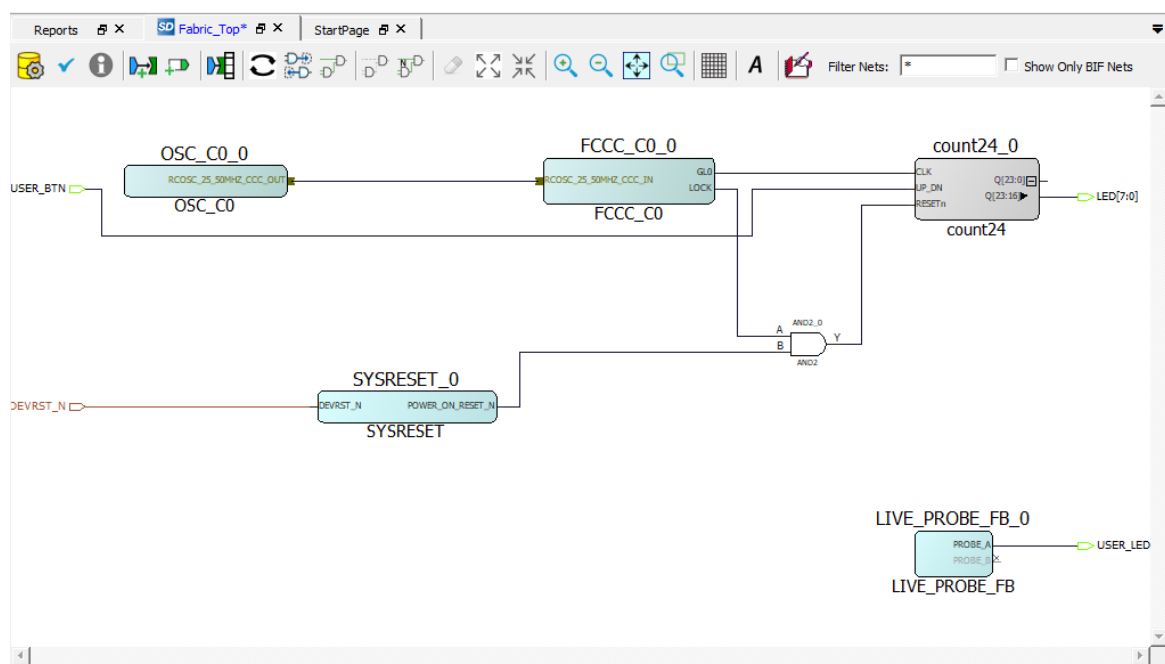 Reports
SD Fabric_Top*
StartPage
A
Filter Nets: *
Show Only BIF Nets
OSC_C0_0
RCOSC_25_50MHZ_CCC_OUT
OSC_C0
FCCC_C0_0
RCOSC_25_50MHZ_CCC_IN
GL0
LOCK
FCCC_C0
count24_0
CLK
UP_DN
RESETn
Q[23:0]
Q[23:16]
count24
USER_BTN
LED[7:0]
AND2_0
A
B
Y
AND2
SYSRESET_0
DEVRST_N
DEVRST_N
POWER_ON_RESET_N
SYSRESET
LIVE_PROBE_FB_0
PROBE_A
PROBE_B
USER_LED
LIVE_PROBE_FB